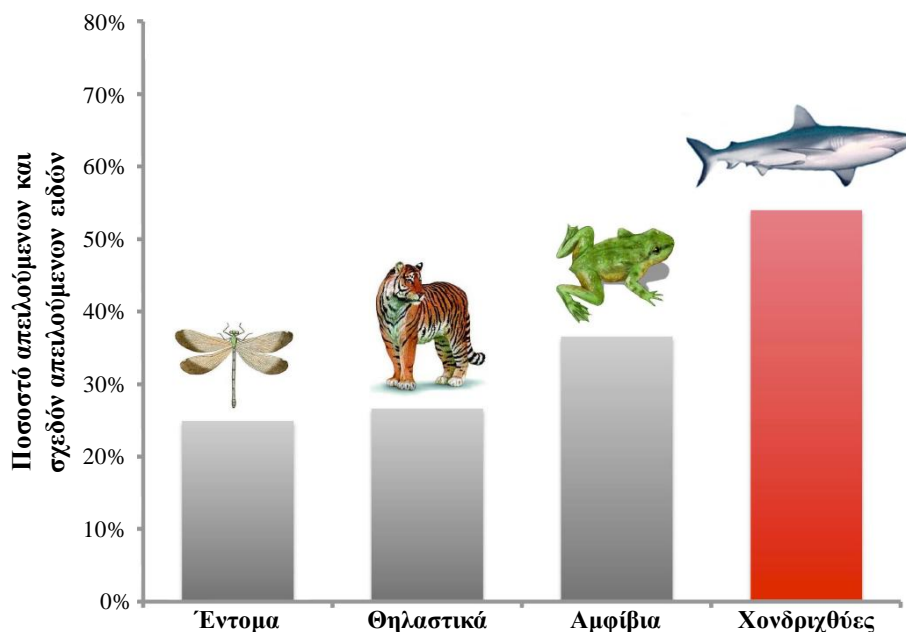 80%
70%
60%
50%
40%
30%
20%
10%
0%
Ποσοστό απειλούμενων και
σχεδόν απειλούμενων ειδών
Έντομα
Θηλαστικά
Αμφίβια
Χονδριχθύες